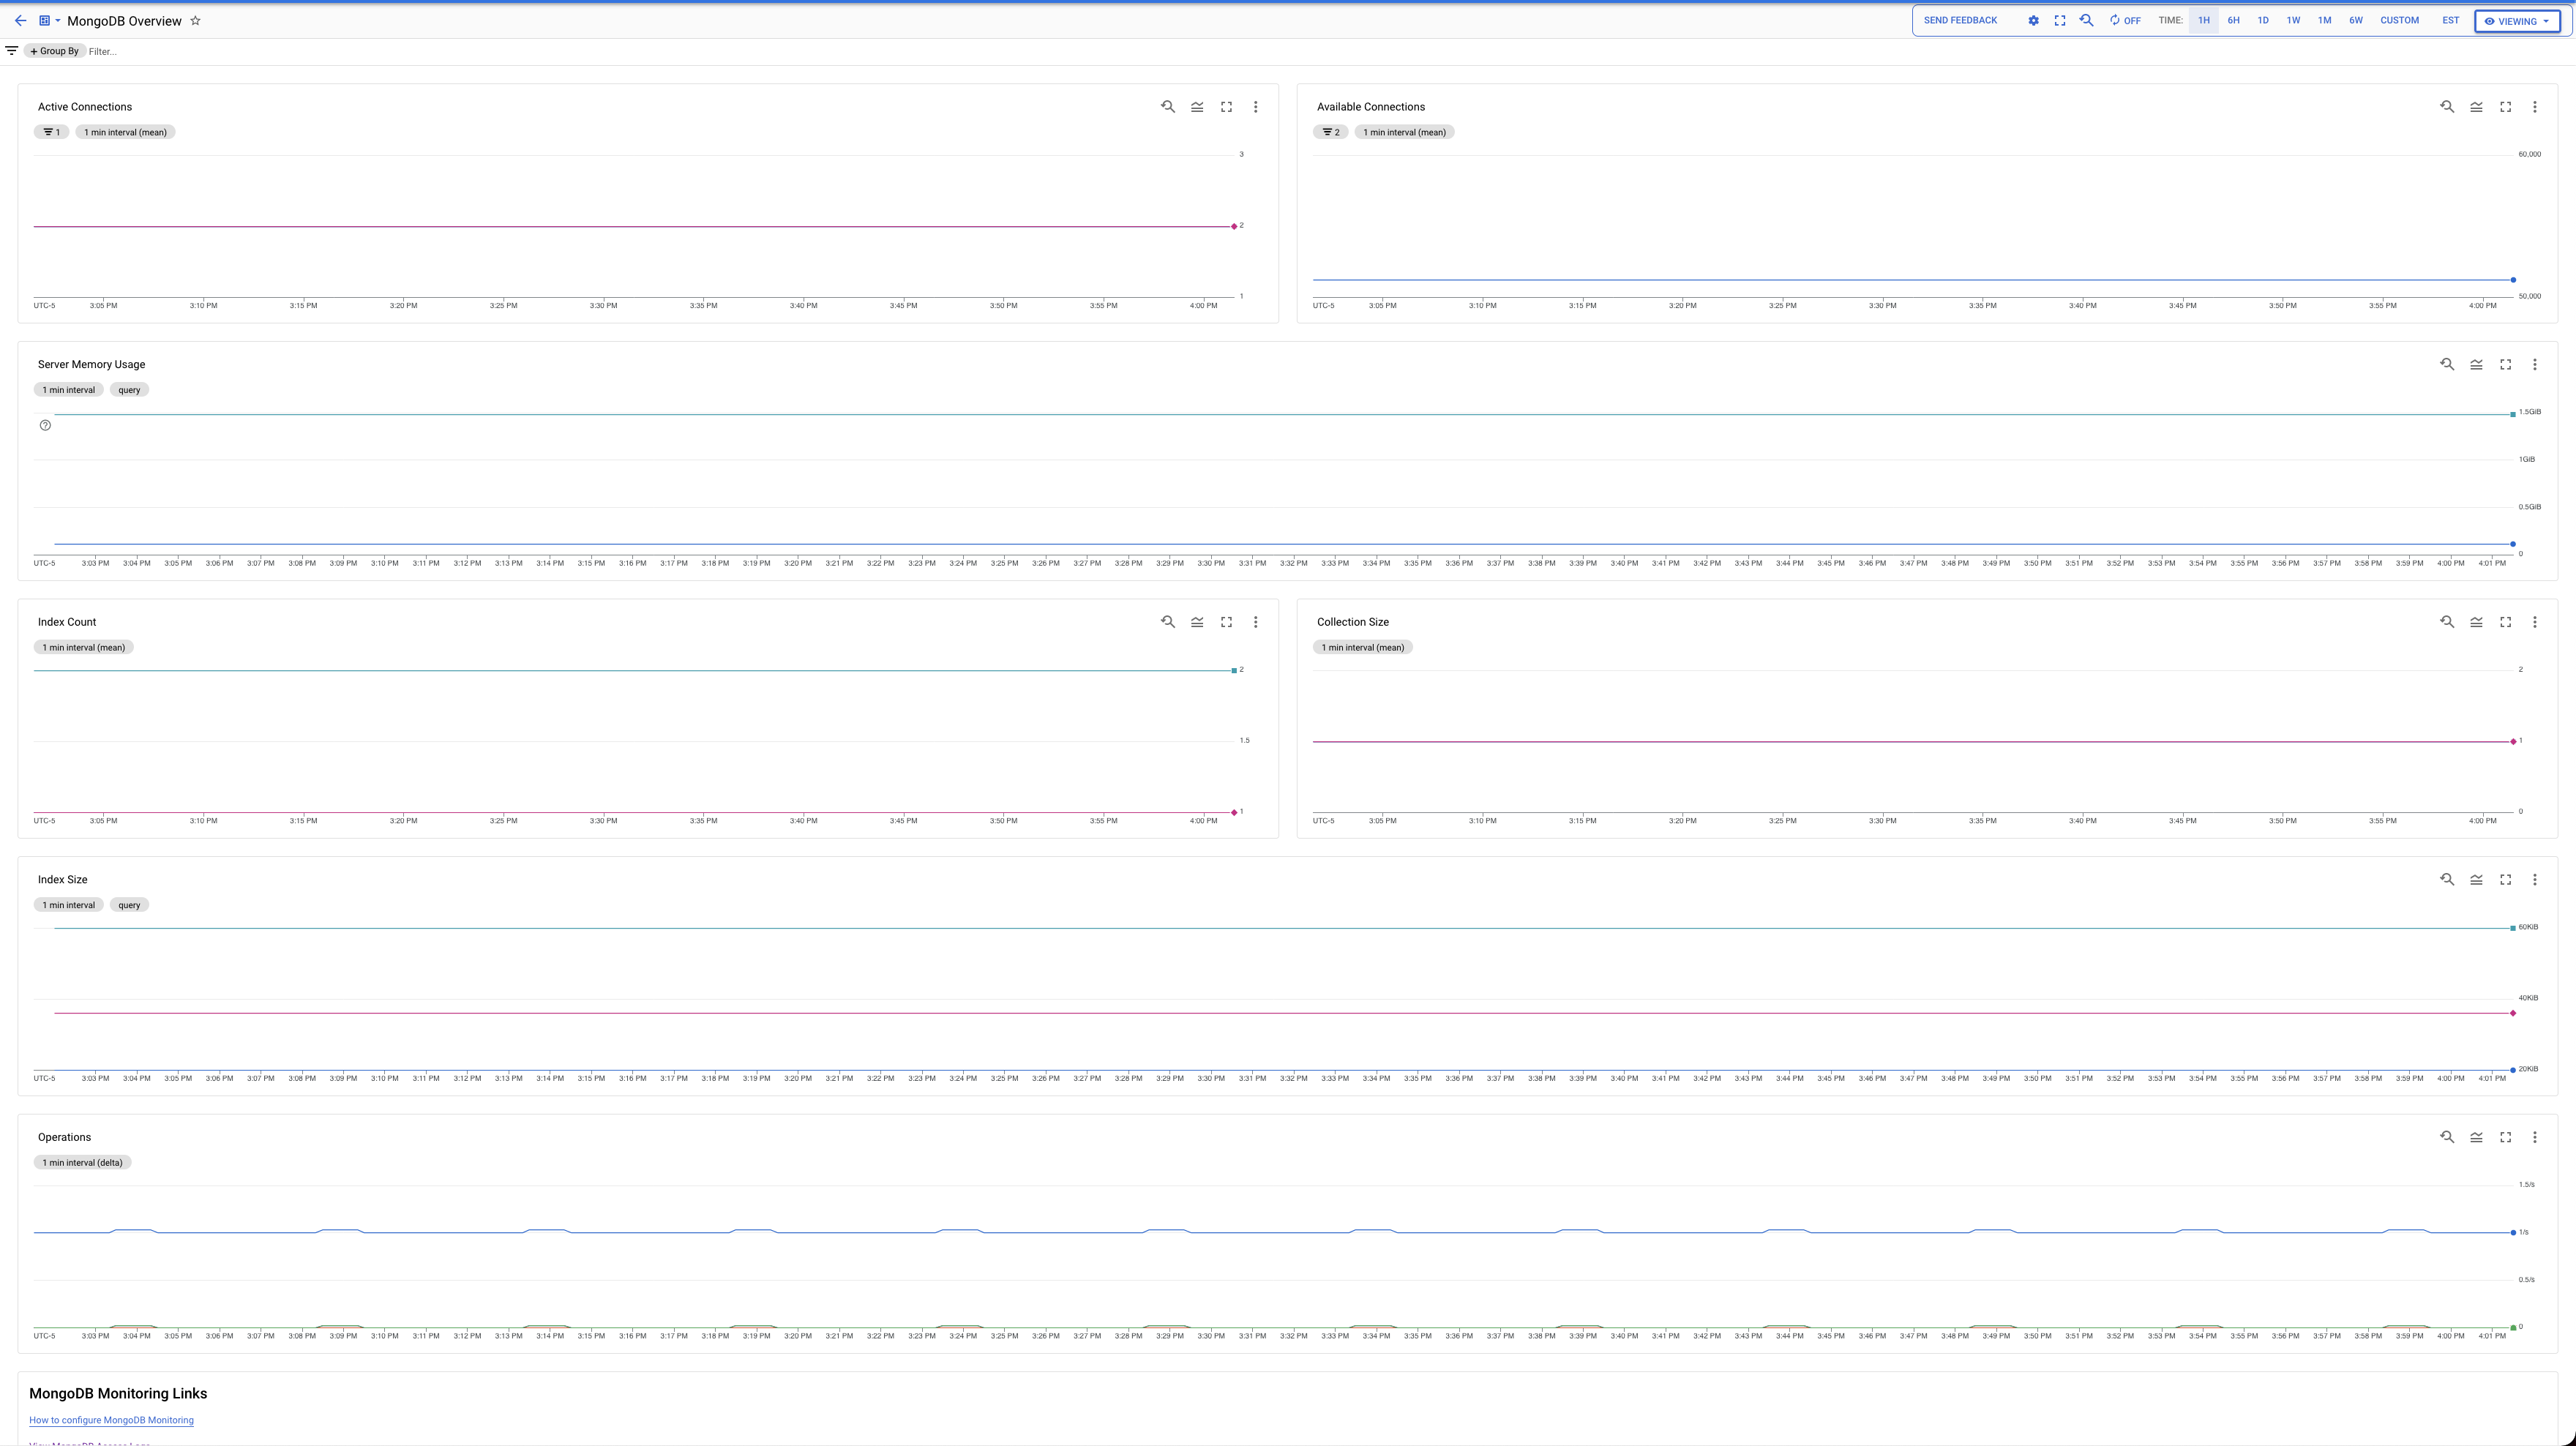 MongoDB Overview
SEND FEEDBACK OFF TIME: 1H 6H 1D 1W 1M 6W CUSTOM EST VIEWING
+ Group By Filter...
Active Connections
1 1 min interval (mean)
3
2
1
UTC-5 3:05 PM 3:10 PM 3:15 PM 3:20 PM 3:25 PM 3:30 PM 3:35 PM 3:40 PM 3:45 PM 3:50 PM 3:55 PM 4:00 PM
Available Connections
2 1 min interval (mean)
60,000
50,000
UTC-5 3:05 PM 3:10 PM 3:15 PM 3:20 PM 3:25 PM 3:30 PM 3:35 PM 3:40 PM 3:45 PM 3:50 PM 3:55 PM 4:00 PM
Server Memory Usage
1 min interval query
1.5GiB
1GiB
0.5GiB
0
UTC-5 3:03 PM 3:04 PM 3:05 PM 3:06 PM 3:07 PM 3:08 PM 3:09 PM 3:10 PM 3:11 PM 3:12 PM 3:13 PM 3:14 PM 3:15 PM 3:16 PM 3:17 PM 3:18 PM 3:19 PM 3:20 PM 3:21 PM 3:22 PM 3:23 PM 3:24 PM 3:25 PM 3:26 PM 3:27 PM 3:28 PM 3:29 PM 3:30 PM 3:31 PM 3:32 PM 3:33 PM 3:34 PM 3:35 PM 3:36 PM 3:37 PM 3:38 PM 3:39 PM 3:40 PM 3:41 PM 3:42 PM 3:43 PM 3:44 PM 3:45 PM 3:46 PM 3:47 PM 3:48 PM 3:49 PM 3:50 PM 3:51 PM 3:52 PM 3:53 PM 3:54 PM 3:55 PM 3:56 PM 3:57 PM 3:58 PM 3:59 PM 4:00 PM 4:01 PM
Index Count
1 min interval (mean)
2
1.5
1
UTC-5 3:05 PM 3:10 PM 3:15 PM 3:20 PM 3:25 PM 3:30 PM 3:35 PM 3:40 PM 3:45 PM 3:50 PM 3:55 PM 4:00 PM
Collection Size
1 min interval (mean)
2
1
0
UTC-5 3:05 PM 3:10 PM 3:15 PM 3:20 PM 3:25 PM 3:30 PM 3:35 PM 3:40 PM 3:45 PM 3:50 PM 3:55 PM 4:00 PM
Index Size
1 min interval query
60KiB
40KiB
20KiB
UTC-5 3:03 PM 3:04 PM 3:05 PM 3:06 PM 3:07 PM 3:08 PM 3:09 PM 3:10 PM 3:11 PM 3:12 PM 3:13 PM 3:14 PM 3:15 PM 3:16 PM 3:17 PM 3:18 PM 3:19 PM 3:20 PM 3:21 PM 3:22 PM 3:23 PM 3:24 PM 3:25 PM 3:26 PM 3:27 PM 3:28 PM 3:29 PM 3:30 PM 3:31 PM 3:32 PM 3:33 PM 3:34 PM 3:35 PM 3:36 PM 3:37 PM 3:38 PM 3:39 PM 3:40 PM 3:41 PM 3:42 PM 3:43 PM 3:44 PM 3:45 PM 3:46 PM 3:47 PM 3:48 PM 3:49 PM 3:50 PM 3:51 PM 3:52 PM 3:53 PM 3:54 PM 3:55 PM 3:56 PM 3:57 PM 3:58 PM 3:59 PM 4:00 PM 4:01 PM
Operations
1 min interval (delta)
1.5/s
1/s
0.5/s
0
UTC-5 3:03 PM 3:04 PM 3:05 PM 3:06 PM 3:07 PM 3:08 PM 3:09 PM 3:10 PM 3:11 PM 3:12 PM 3:13 PM 3:14 PM 3:15 PM 3:16 PM 3:17 PM 3:18 PM 3:19 PM 3:20 PM 3:21 PM 3:22 PM 3:23 PM 3:24 PM 3:25 PM 3:26 PM 3:27 PM 3:28 PM 3:29 PM 3:30 PM 3:31 PM 3:32 PM 3:33 PM 3:34 PM 3:35 PM 3:36 PM 3:37 PM 3:38 PM 3:39 PM 3:40 PM 3:41 PM 3:42 PM 3:43 PM 3:44 PM 3:45 PM 3:46 PM 3:47 PM 3:48 PM 3:49 PM 3:50 PM 3:51 PM 3:52 PM 3:53 PM 3:54 PM 3:55 PM 3:56 PM 3:57 PM 3:58 PM 3:59 PM 4:00 PM 4:01 PM
MongoDB Monitoring Links
How to configure MongoDB Monitoring